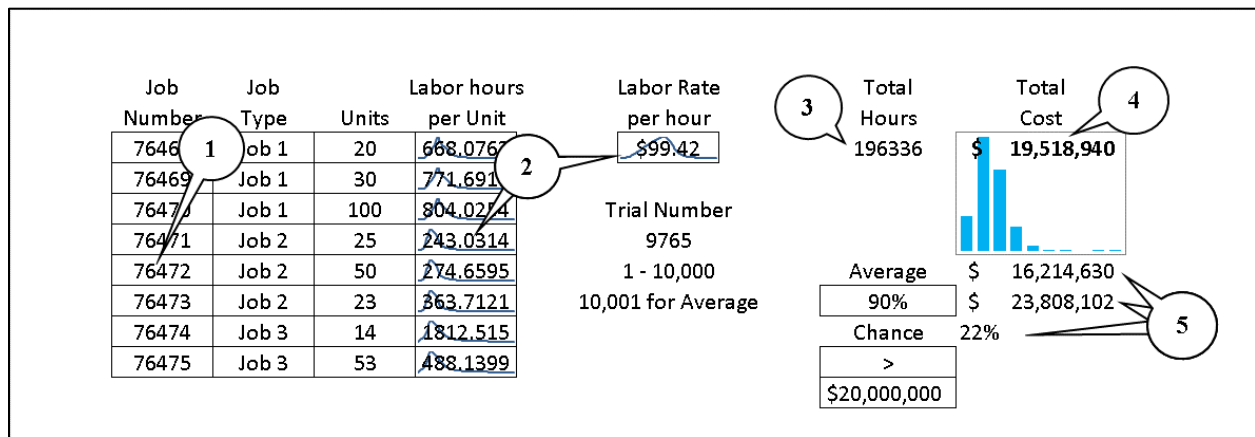 Job Job Labor hours Labor Rate 3 Total Total 4
Number Type Units per Unit per hour Hours Cost
1 Job 1 20 2 $99.42 196336 $ 19,518,940
76469 Job 1 30
76470 Job 1 100 804.0254 Trial Number
76471 Job 2 25 243.0314 9765
76472 Job 2 50 274.6595 1 - 10,000 Average $ 16,214,630
76473 Job 2 23 363.7121 10,001 for Average 90% $ 23,808,102
76474 Job 3 14 1812.515 Chance 22% 5
76475 Job 3 53 488.1399 >
$20,000,000